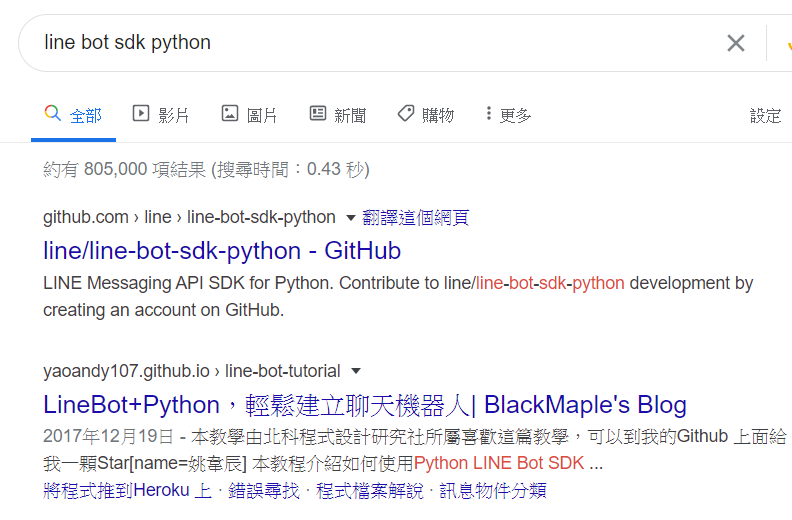 line bot sdk python
全部 影片 圖片 新聞 購物 更多 設定
約有 805,000 項結果 (搜尋時間：0.43 秒)
github.com › line › line-bot-sdk-python 翻譯這個網頁
line/line-bot-sdk-python - GitHub
LINE Messaging API SDK for Python. Contribute to line/line-bot-sdk-python development by
creating an account on GitHub.
yaoandy107.github.io › line-bot-tutorial
LineBot+Python，輕鬆建立聊天機器人| BlackMaple's Blog
2017年12月19日 - 本教學由北科程式設計研究社所屬喜歡這篇教學，可以到我的Github 上面給
我一顆Star[name=姚韋辰] 本教程介紹如何使用Python LINE Bot SDK ...
將程式推到Heroku 上 · 錯誤尋找 · 程式檔案解說 · 訊息物件分類